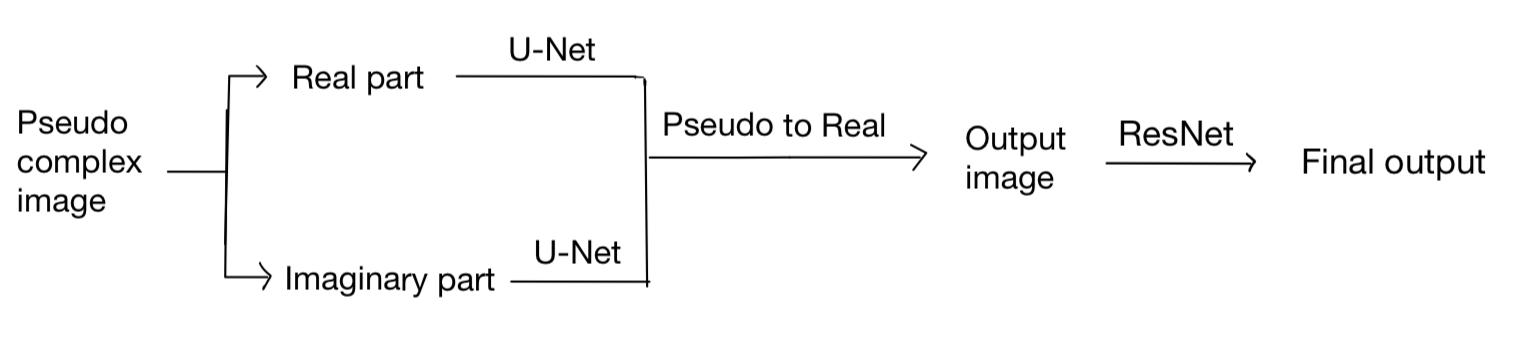 Pseudo
complex
image
Real part
U-Net
Imaginary part
U-Net
Pseudo to Real
Output
image
ResNet
Final output